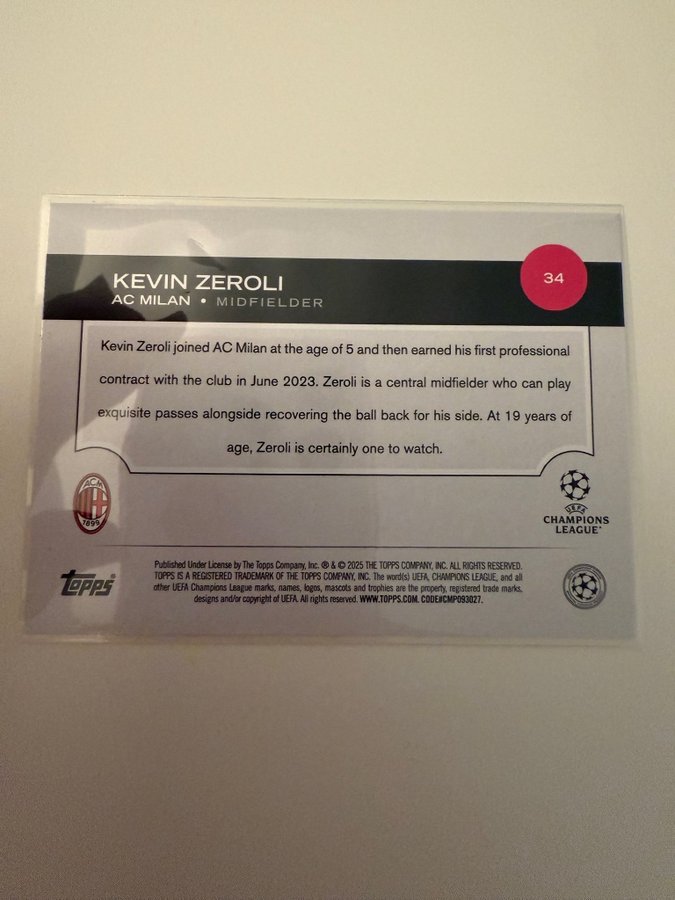 KEVIN ZEROLI
AC MILAN • MIDFIELDER
34
Kevin Zeroli joined AC Milan at the age of 5 and then earned his first professional
contract with the club in June 2023. Zeroli is a central midfielder who can play
exquisite passes alongside recovering the ball back for his side. At 19 years of
age, Zeroli is certainly one to watch.
ACM
1899
UEFA
CHAMPIONS
LEAGUE
topps®
Published Under License by The Topps Company, Inc. ® & © 2025 THE TOPPS COMPANY, INC. ALL RIGHTS RESERVED.
TOPPS IS A REGISTERED TRADEMARK OF THE TOPPS COMPANY, INC. The word(s) UEFA, CHAMPIONS LEAGUE, and all
other UEFA Champions League marks, names, logos, mascots and trophies are the property, registered trade marks,
designs and/or copyright of UEFA. All rights reserved. WWW.TOPPS.COM. CODE#CMP093027.